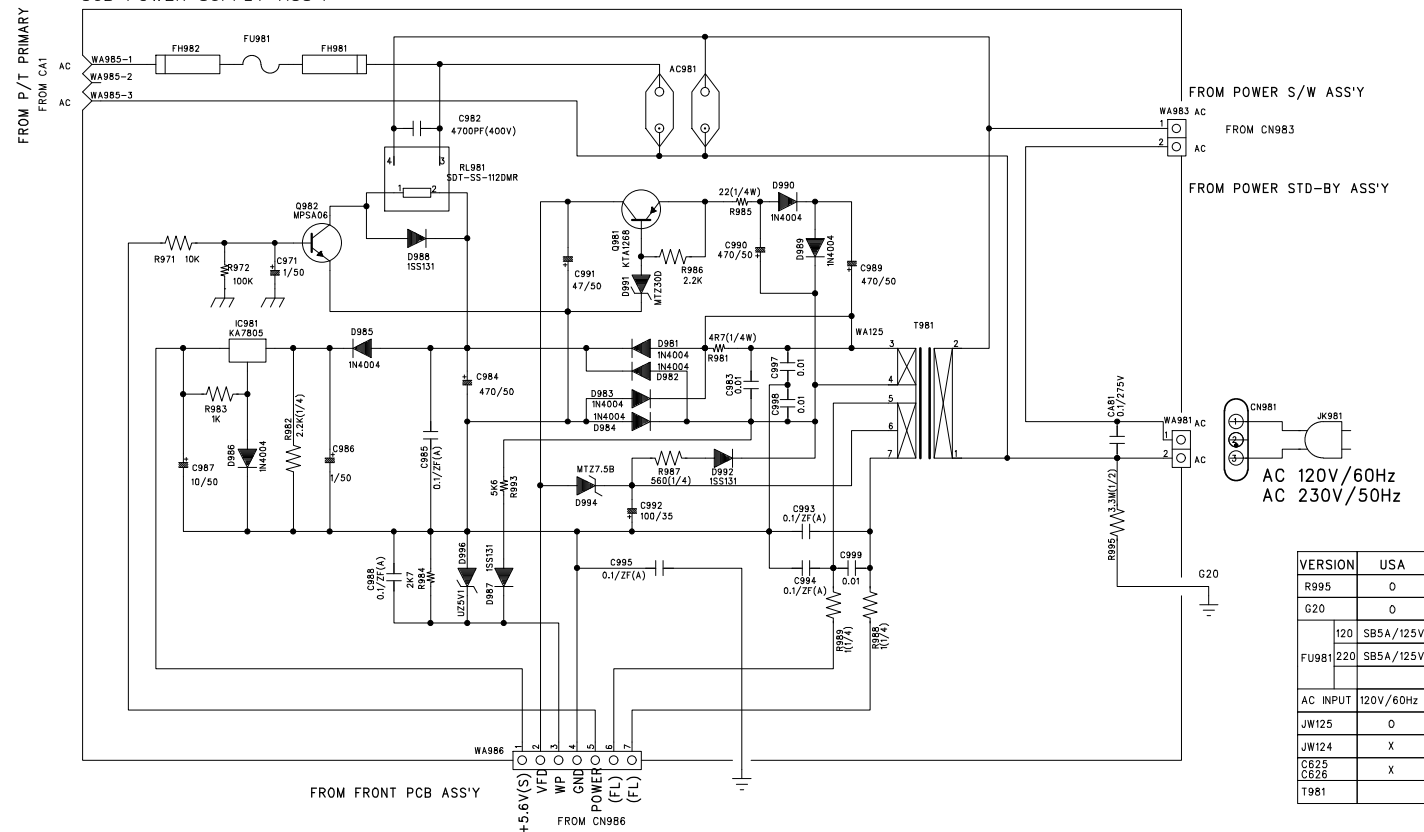 FROM P/T PRIMARY
FROM CA1
AC
WA985-1
WA985-2
AC
WA985-3
FH982
FU981
FH981
AC981
C982
4700PF(400V)
4
3
RL981
SDT-SS-112DMR
1
2
FROM POWER S/W ASS'Y
WA983 AC
1
FROM CN983
2
AC
FROM POWER STD-BY ASS'Y
Q982
MPSA06
R971 10K
R972
100K
C971
1/50
D988
1SS131
C991
47/50
Q981
KTA1268
D991
MTZ30D
R986
2.2K
22(1/4W)
R985
D990
1N4004
C990
470/50
D989
1N4004
C989
470/50
IC981
KA7805
D985
1N4004
R983
1K
D986
1N4004
R982
2.2K(1/4)
C987
10/50
C986
1/50
C985
0.1/ZF(A)
C984
470/50
D981
1N4004
1N4004
D982
D983
1N4004
1N4004
D984
4R7(1/4W)
R981
C983
0.01
C997
0.01
C998
0.01
WA125
T981
3
4
5
6
7
2
1
5K6
R993
MTZ7.5B
D994
R987
560(1/4)
D992
1SS131
C992
100/35
C993
0.1/ZF(A)
C994
0.1/ZF(A)
C999
0.01
C995
0.1/ZF(A)
C988
0.1/ZF(A)
2K7
R984
D996
UZ5V1
1SS131
D987
R989
1(1/4)
R988
1(1/4)
CA81
0.1/275V
WA981 AC
1
2
AC
CN981
1
2
3
JK981
AC 120V/60Hz
AC 230V/50Hz
3.3M(1/2)
R995
G20
WA986
1
2
3
4
5
6
7
+5.6V(S)
VFD
WP
GND
POWER
(FL)
(FL)
FROM FRONT PCB ASS'Y
FROM CN986
VERSION USA
R995 O
G20 O
FU981 120 SB5A/125V
220 SB5A/125V
AC INPUT 120V/60Hz
JW125 O
JW124 X
C625
C626 X
T981